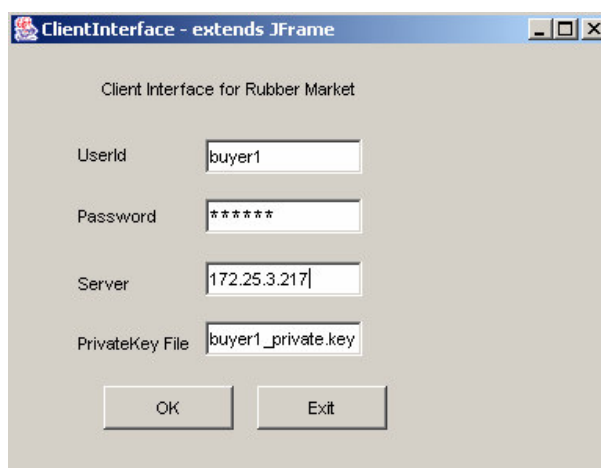 ClientInterface - extends JFrame
Client Interface for Rubber Market
UserId buyer1
Password ******
Server 172.25.3.217
PrivateKey File buyer1_private.key
OK Exit